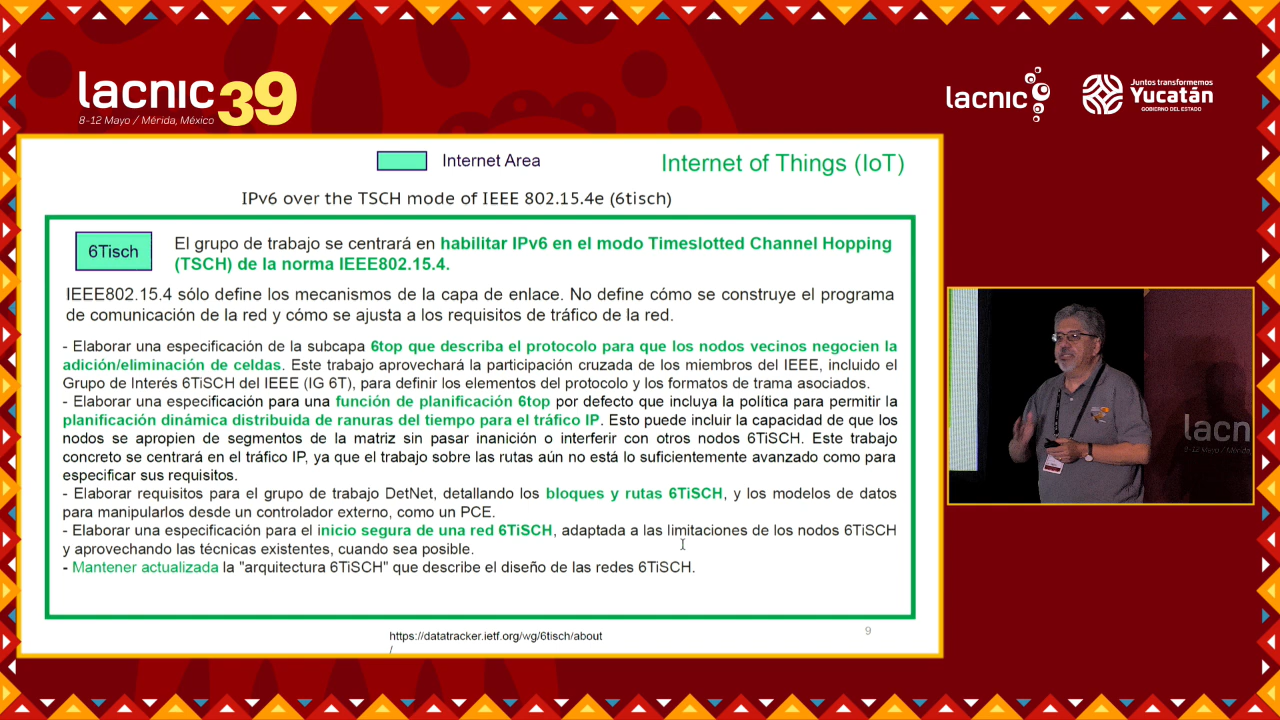 lacnic 39
8-12 Mayo / Mérida, México
lacnic
Juntos transformemos
Yucatán
GOBIERNO DEL ESTADO
Internet Area
Internet of Things (IoT)
IPv6 over the TSCH mode of IEEE 802.15.4e (6tisch)
6Tisch
El grupo de trabajo se centrará en habilitar IPv6 en el modo Timeslotted Channel Hopping
(TSCH) de la norma IEEE802.15.4.
IEEE802.15.4 sólo define los mecanismos de la capa de enlace. No define cómo se construye el programa
de comunicación de la red y cómo se ajusta a los requisitos de tráfico de la red.
- Elaborar una especificación de la subcapa 6top que describa el protocolo para que los nodos vecinos negocien la
adición/eliminación de celdas. Este trabajo aprovechará la participación cruzada de los miembros del IEEE, incluido el
Grupo de Interés 6TiSCH del IEEE (IG 6T), para definir los elementos del protocolo y los formatos de trama asociados.
- Elaborar una especificación para una función de planificación 6top por defecto que incluya la política para permitir la
planificación dinámica distribuida de ranuras del tiempo para el tráfico IP. Esto puede incluir la capacidad de que los
nodos se apropien de segmentos de la matriz sin pasar inanición o interferir con otros nodos 6TiSCH. Este trabajo
concreto se centrará en el tráfico IP, ya que el trabajo sobre las rutas aún no está lo suficientemente avanzado como para
especificar sus requisitos.
- Elaborar requisitos para el grupo de trabajo DetNet, detallando los bloques y rutas 6TiSCH, y los modelos de datos
para manipularlos desde un controlador externo, como un PCE.
- Elaborar una especificación para el inicio segura de una red 6TiSCH, adaptada a las limitaciones de los nodos 6TiSCH
y aprovechando las técnicas existentes, cuando sea posible.
- Mantener actualizada la "arquitectura 6TiSCH" que describe el diseño de las redes 6TiSCH.
https://datatracker.ietf.org/wg/6tisch/about
/
9
lacn
8-12 Mayo / Mérida,